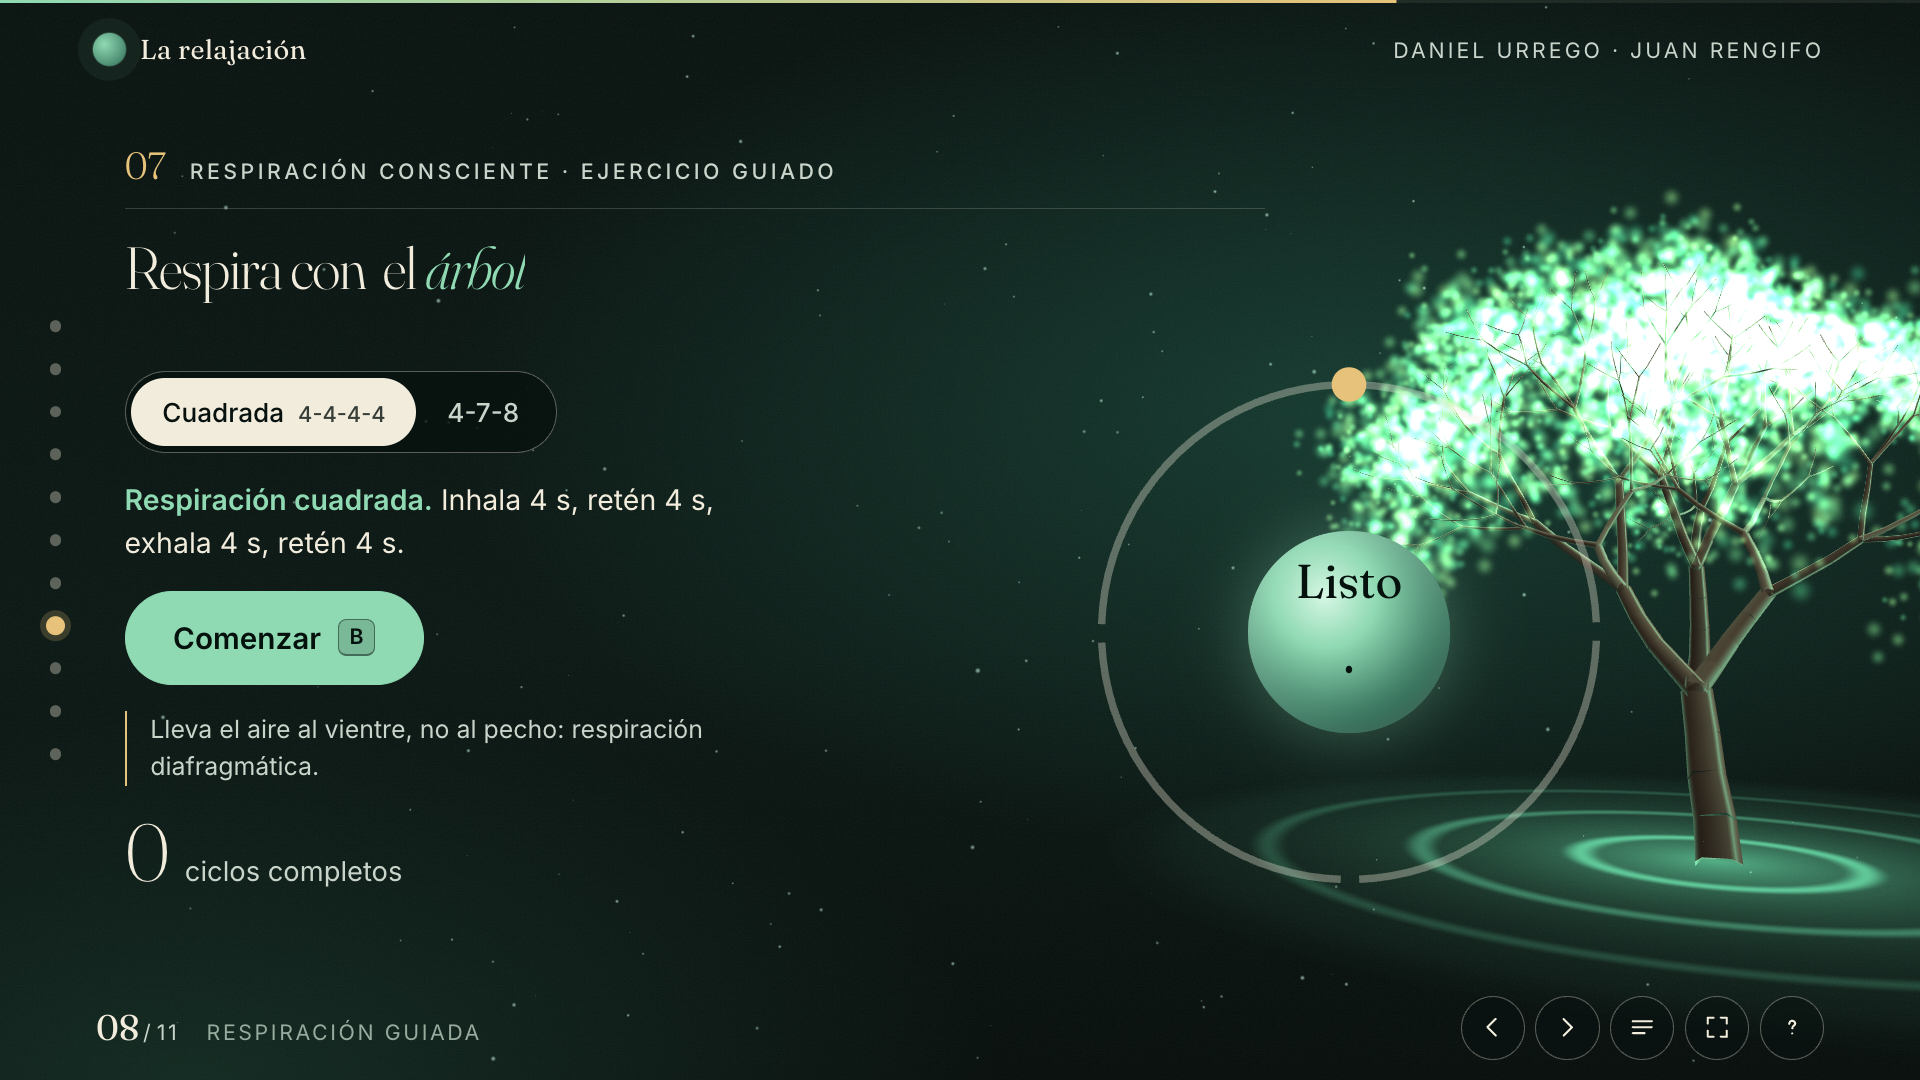 La relajación
DANIEL URREGO · JUAN RENGIFO
07 RESPIRACIÓN CONSCIENTE · EJERCICIO GUIADO
Respira con el árbol
Cuadrada 4-4-4-4 4-7-8
Respiración cuadrada. Inhala 4 s, retén 4 s,
exhala 4 s, retén 4 s.
Comenzar B
Lleva el aire al vientre, no al pecho: respiración
diafragmática.
0 ciclos completos
Listo
·
08 / 11 RESPIRACIÓN GUIADA
?